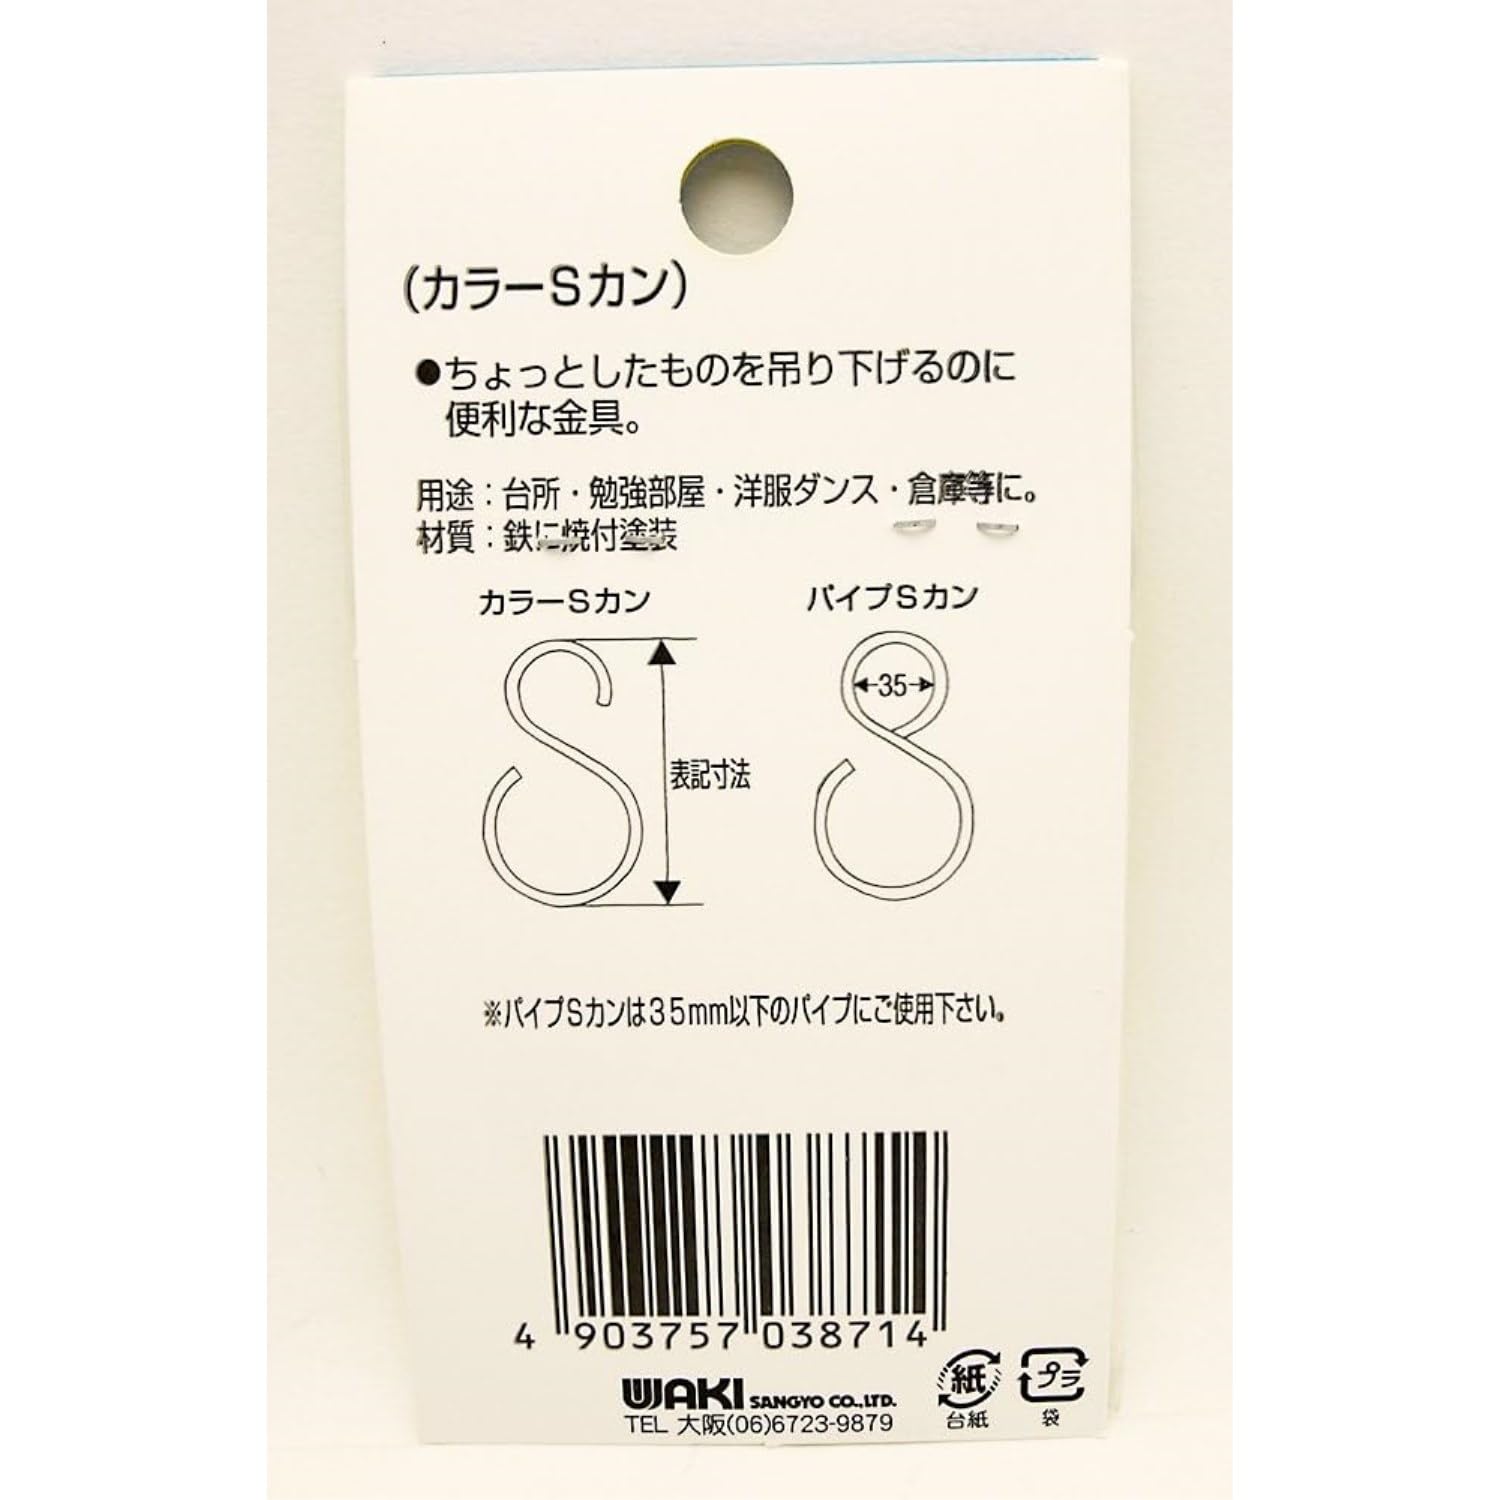 （カラーSカン）
●ちょっとしたものを吊り下げるのに
便利な金具。
用途：台所・勉強部屋・洋服ダンス・倉庫等に。
材質：鉄に焼付塗装
カラーSカン
パイプSカン
35
表記寸法
※パイプSカンは35mm以下のパイプにご使用下さい。
4 903757 038714
WAKI SANGYO CO.,LTD.
TEL 大阪(06)6723-9879
紙
台紙
プラ
袋